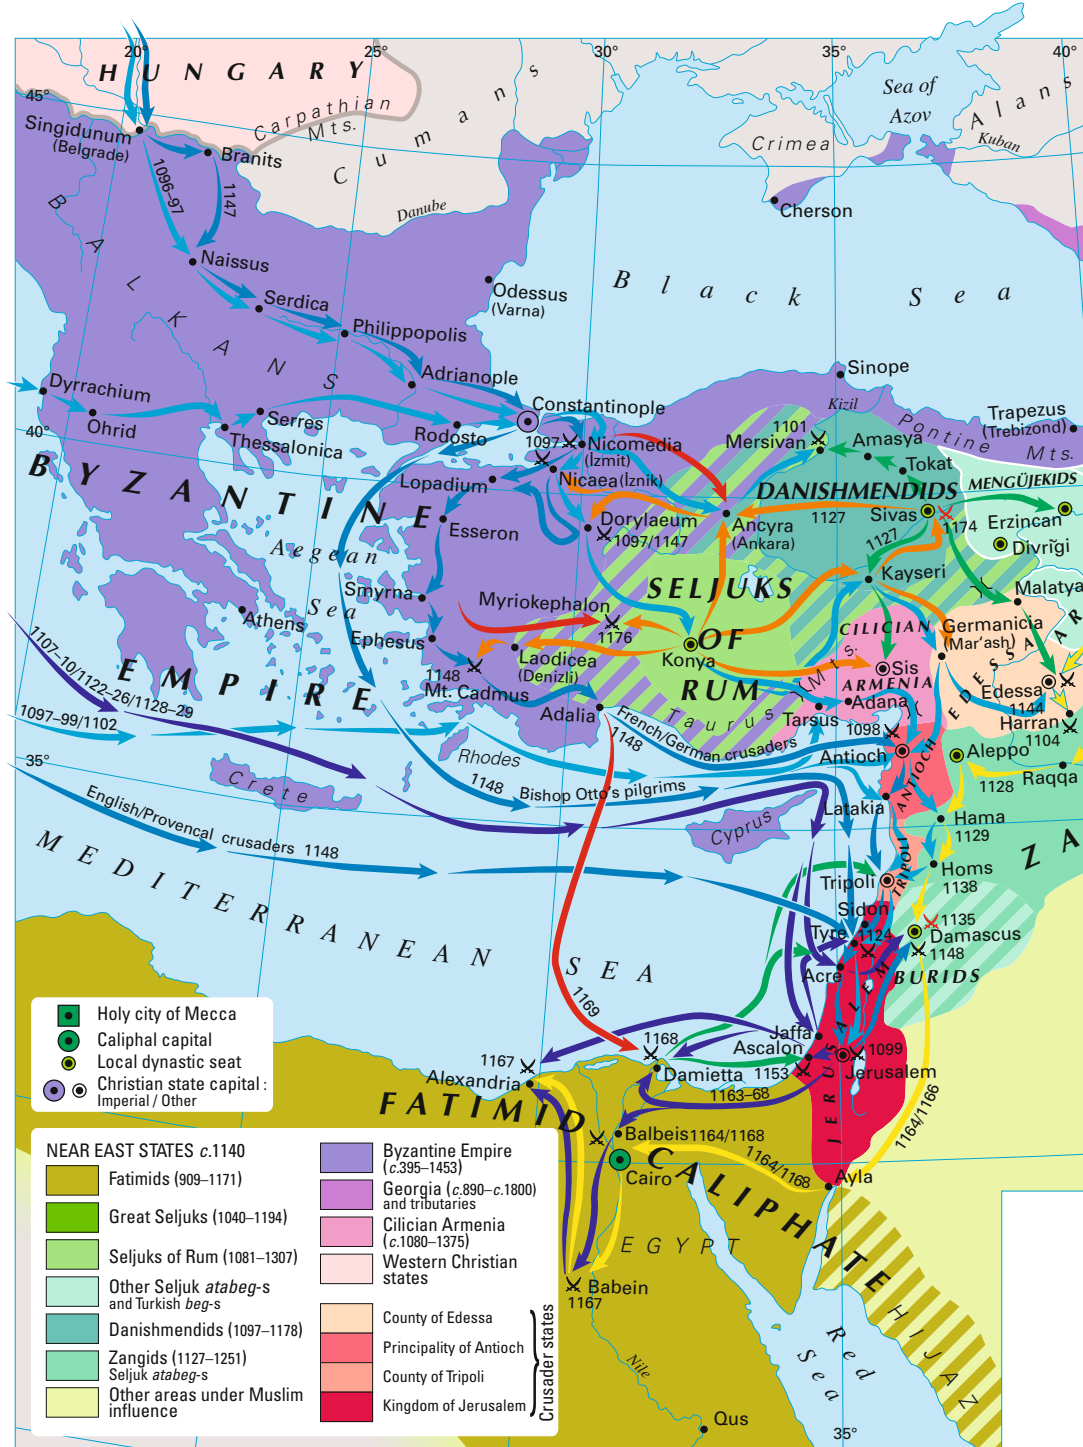 20°
25°
30°
35°
40°
HUNGARY
45°
Carpathian
Mts.
Cumans
Sea of
Azov
Alans
Kuban
Crimea
Singidunum
(Belgrade)
Branits
1096–97
1147
Danube
Cherson
BALKANS
Naissus
Serdica
Odessus
(Varna)
Black Sea
Philippopolis
Adrianople
Sinope
Dyrrachium
Ohrid
Serres
Thessalonica
Rodosto
Constantinople
Kizil
Trapezus
(Trebizond)
Pontine
Mts.
40°
1097
Nicomedia
(İzmit)
1101
Mersivan
Amasya
Tokat
BYZANTINE
EMPIRE
Lopadium
Nicaea (İznik)
DANISHMENDIDS
MENGÜJEKIDS
Esseron
Dorylaeum
1097/1147
Ancyra
(Ankara)
1127
Sivas
1174
Erzincan
Divrīgi
Aegean
Sea
1127
Kayseri
Smyrna
Athens
Myriokephalon
1176
SELJUKS
OF
RUM
Malatya
CILICIAN
ARMENIA
Germanicia
(Mar'ash)
Ephesus
Laodicea
(Denizli)
Konya
Sis
1107–10/1122–26/1128–29
1148
Mt. Cadmus
Taurus Mts.
Adana
Tarsus
EDESSA
Edessa
1144
Harran
1104
1097–99/1102
Adalia
1148
French/German crusaders
1098
Antioch
ANTIOCH
Aleppo
Raqqa
1128
35°
Rhodes
Crete
1148
Bishop Otto's pilgrims
Latakia
Hama
1129
English/Provencal crusaders 1148
Cyprus
ZA
Tripoli
TRIPOLI
Homs
1138
MEDITERRANEAN SEA
Sidon
Tyre
1124
1135
Damascus
1148
BURIDS
Acre
1169
JERUSALEM
Jaffa
Ascalon
1153
1099
Jerusalem
1167
Alexandria
1168
Damietta
1163–68
1164/1166
FATIMID
CALIPHATE
Balbeis 1164/1168
Cairo
1164/1168
Ayla
EGYPT
Babein
1167
HIJAZ
Nile
Red
Sea
Qus
35°
Holy city of Mecca
Caliphal capital
Local dynastic seat
Christian state capital :
Imperial / Other
NEAR EAST STATES c.1140
Fatimids (909–1171)
Great Seljuks (1040–1194)
Seljuks of Rum (1081–1307)
Other Seljuk atabeg-s
and Turkish beg-s
Danishmendids (1097–1178)
Zangids (1127–1251)
Seljuk atabeg-s
Other areas under Muslim
influence
Byzantine Empire
(c.395–1453)
Georgia (c.890–c.1800)
and tributaries
Cilician Armenia
(c.1080–1375)
Western Christian
states
County of Edessa
Principality of Antioch
County of Tripoli
Kingdom of Jerusalem
Crusader states